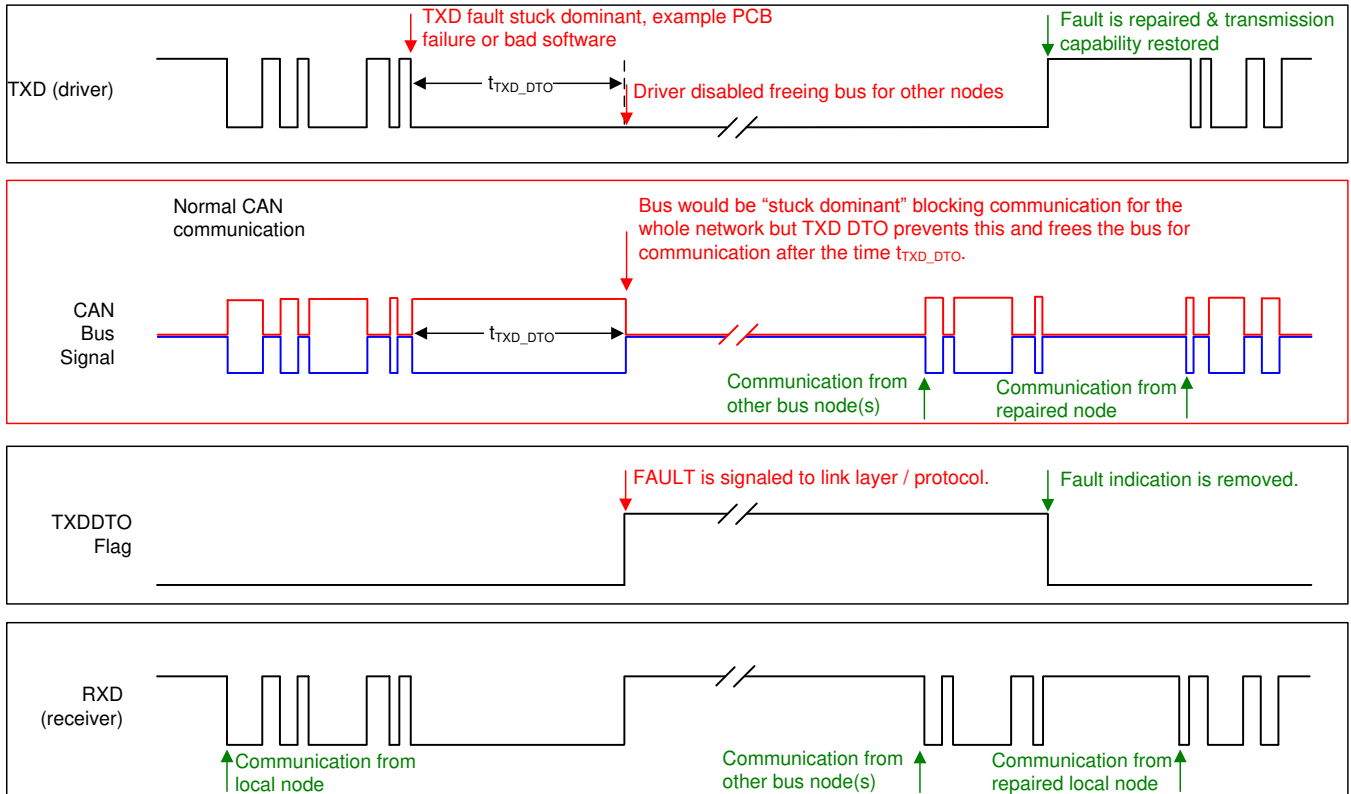 TXD fault stuck dominant, example PCB
failure or bad software
Fault is repaired & transmission
capability restored
TXD (driver)
tTXD_DTO
Driver disabled freeing bus for other nodes
Normal CAN
communication
Bus would be “stuck dominant” blocking communication for the
whole network but TXD DTO prevents this and frees the bus for
communication after the time tTXD_DTO.
CAN
Bus
Signal
tTXD_DTO
Communication from
other bus node(s)
Communication from
repaired node
FAULT is signaled to link layer / protocol.
Fault indication is removed.
TXDDTO
Flag
RXD
(receiver)
Communication from
local node
Communication from
other bus node(s)
Communication from
repaired local node